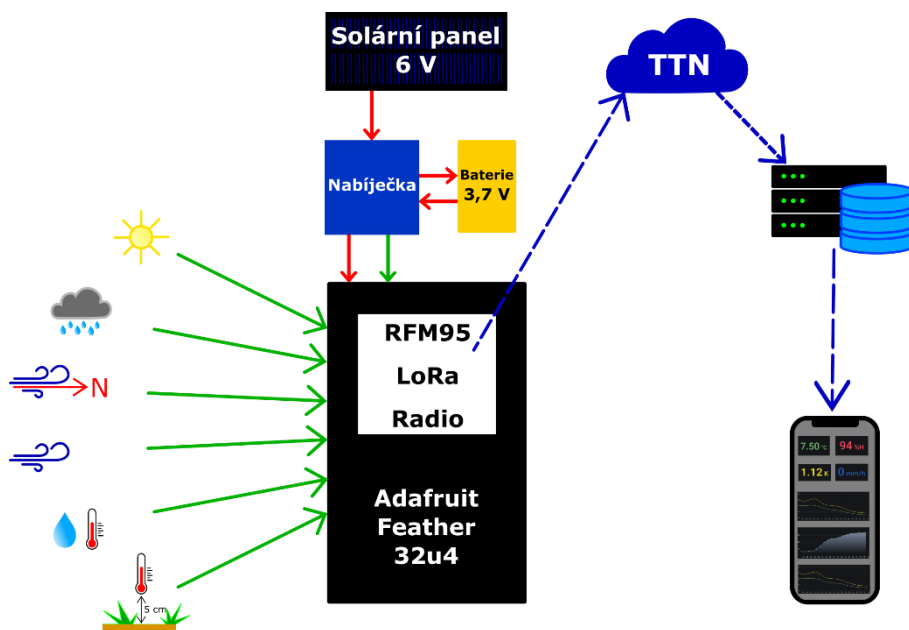 Solární panel
6 V
TTN
Nabíječka
Baterie
3,7 V
N
RFM95
LoRa
Radio
Adafruit
Feather
32u4
5 cm
7.50 °C
94 %H
1.12 K
0 mm/h